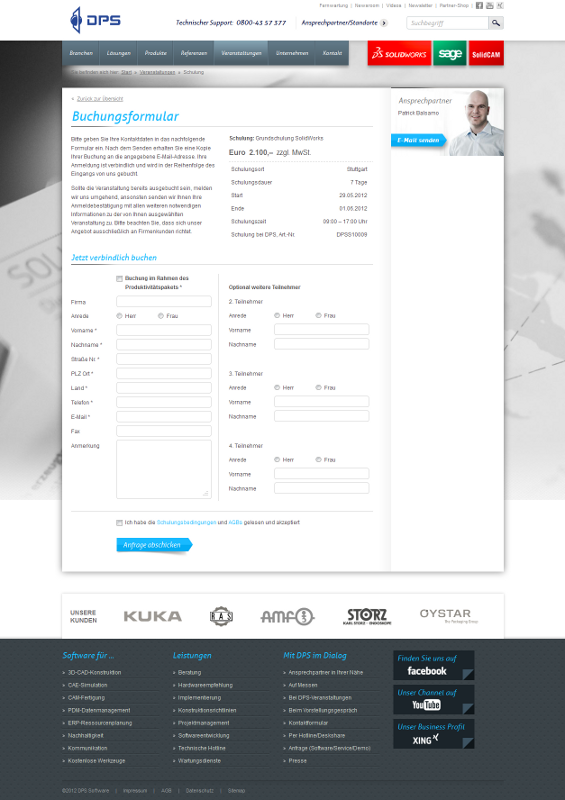 Fernwartung | Newsroom | Videos | Newsletter | Partner-Shop |
DPS
Technischer Support: 0800-43 57 377
Ansprechpartner/Standorte
Suchbegriff
Branchen
Lösungen
Produkte
Referenzen
Veranstaltungen
Unternehmen
Kontakt
SOLIDWORKS
sage
SolidCAM
Sie befinden sich hier: Start » Veranstaltungen » Schulung
« Zurück zur Übersicht
Buchungsformular
Bitte geben Sie Ihre Kontaktdaten in das nachfolgende
Formular ein. Nach dem Senden erhalten Sie eine Kopie
Ihrer Buchung an die angegebene E-Mail-Adresse. Ihre
Anmeldung ist verbindlich und wird in der Reihenfolge des
Eingangs von uns gebucht.
Sollte die Veranstaltung bereits ausgebucht sein, melden
wir uns umgehend, ansonsten senden wir Ihnen Ihre
Anmeldebestätigung mit allen weiteren notwendigen
Informationen zu der von Ihnen ausgewählten
Veranstaltung zu. Bitte beachten Sie, dass sich unser
Angebot ausschließlich an Firmenkunden richtet.
Schulung: Grundschulung SolidWorks
Euro 2.100,– zzgl. MwSt.
Schulungsort Stuttgart
Schulungsdauer 7 Tage
Start 29.05.2012
Ende 01.06.2012
Schulungszeit 09:00 – 17:00 Uhr
Schulung bei DPS, Art.-Nr. DPSS10009
Ansprechpartner
Patrick Balsamo
E-Mail senden
Jetzt verbindlich buchen
Buchung im Rahmen des
Produktivitätspakets *
Firma
Anrede Herr Frau
Vorname *
Nachname *
Straße Nr. *
PLZ Ort *
Land *
Telefon *
E-Mail *
Fax
Anmerkung
Optional weitere Teilnehmer
2. Teilnehmer
Anrede Herr Frau
Vorname
Nachname
3. Teilnehmer
Anrede Herr Frau
Vorname
Nachname
4. Teilnehmer
Anrede Herr Frau
Vorname
Nachname
Ich habe die Schulungsbedingungen und AGBs gelesen und akzeptiert
Anfrage abschicken
UNSERE
KUNDEN
KUKA
BAS
AMF
STORZ
KARL STORZ – ENDOSKOPE
OYSTAR
Software für ...
» 3D-CAD-Konstruktion
» CAE-Simulation
» CAM-Fertigung
» PDM-Datenmanagement
» ERP-Ressourcenplanung
» Nachhaltigkeit
» Kommunikation
» Kostenlose Werkzeuge
Leistungen
» Beratung
» Hardwareempfehlung
» Implementierung
» Konstruktionsrichtlinien
» Projektmanagement
» Softwareentwicklung
» Technische Hotline
» Wartungsdienste
Mit DPS im Dialog
» Ansprechpartner in Ihrer Nähe
» Auf Messen
» Bei DPS-Veranstaltungen
» Beim Vorstellungsgespräch
» Kontaktformular
» Per Hotline/Deskshare
» Anfrage (Software/Service/Demo)
» Presse
Finden Sie uns auf
facebook
Unser Channel auf
YouTube
Unser Business Profil
XING
©2012 DPS Software | Impressum | AGB | Datenschutz | Sitemap